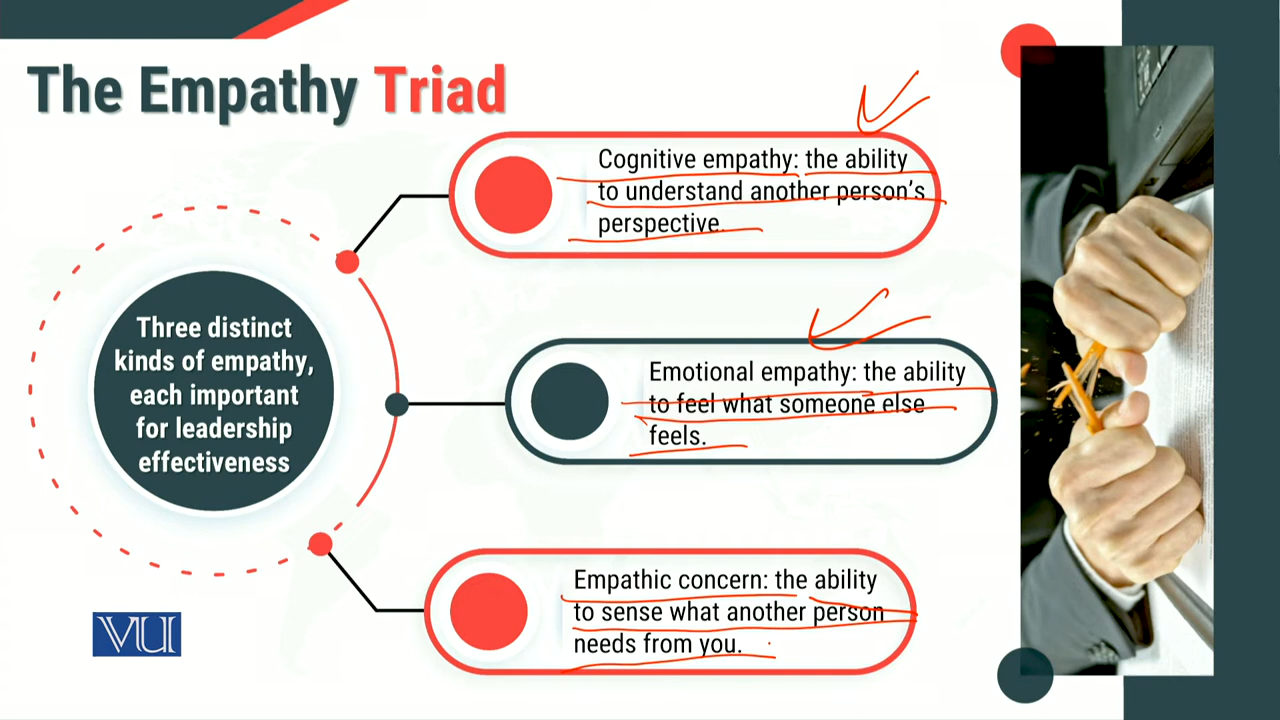 The Empathy Triad
Cognitive empathy: the ability
to understand another person’s
perspective.
Three distinct
kinds of empathy,
each important
for leadership
effectiveness
Emotional empathy: the ability
to feel what someone else
feels.
Empathic concern: the ability
to sense what another person
needs from you.
VU